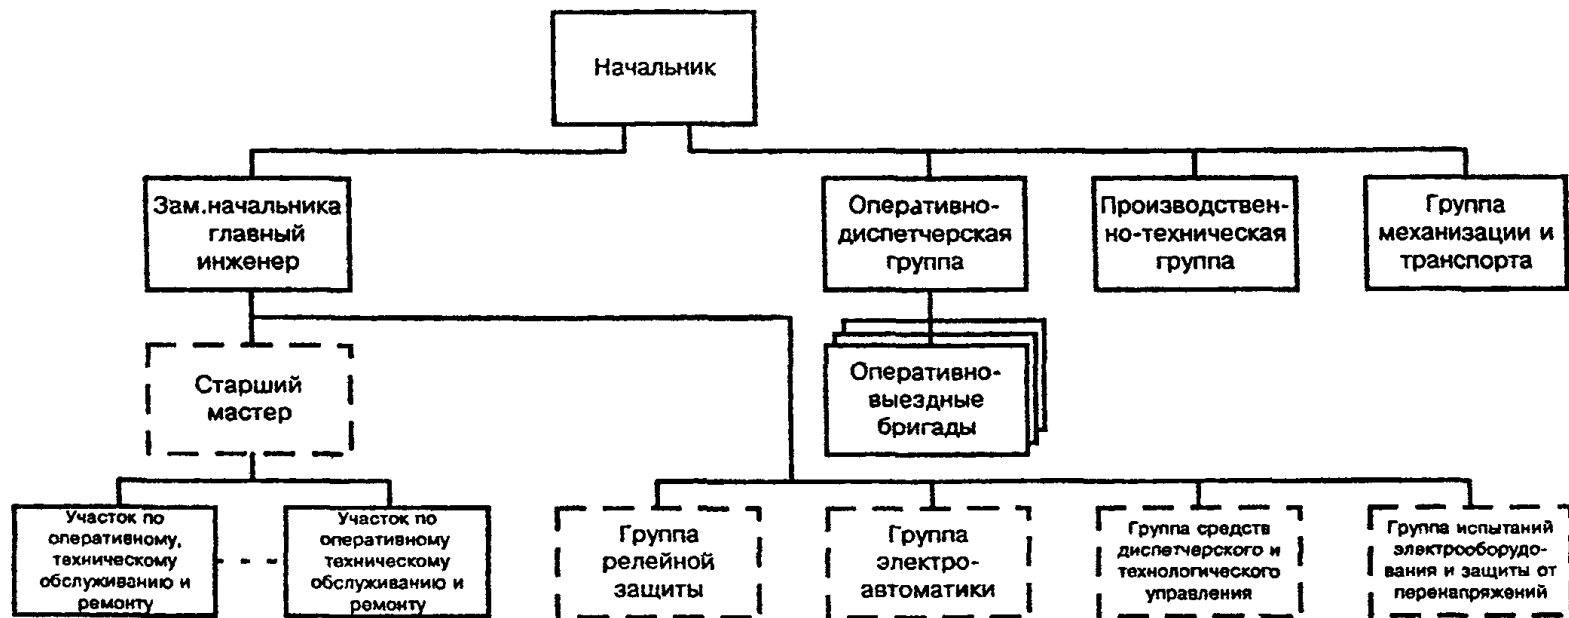 Начальник
Зам.начальника
главный
инженер
Оперативно-
диспетчерская
группа
Производствен-
но-техническая
группа
Группа
механизации и
транспорта
Старший
мастер
Оперативно-
выездные
бригады
Участок по
оперативному,
техническому
обслуживанию и
ремонту
Участок по
оперативному
техническому
обслуживанию и
ремонту
Группа
релейной
защиты
Группа
электро-
автоматики
Группа средств
диспетчерского и
технологического
управления
Группа испытаний
электрооборудо-
вания и защиты от
перенапряжений